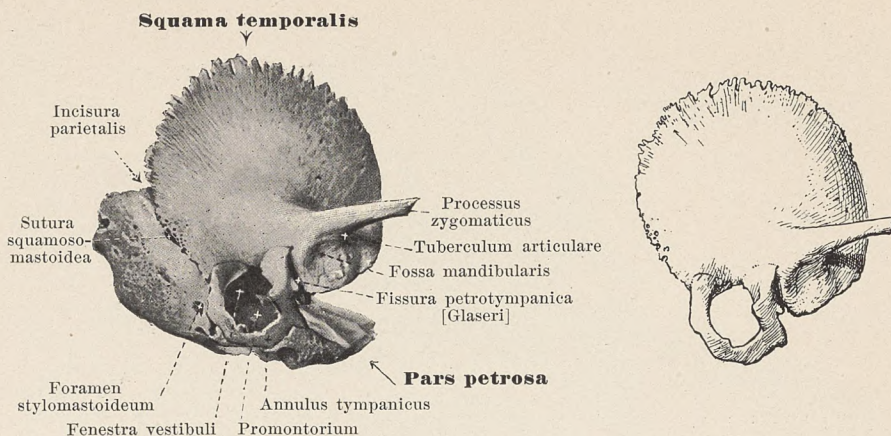 Squama temporalis
Incisura
parietalis
Sutura
squamoso-
mastoidea
Processus
zygomaticus
Tuberculum articulare
Fossa mandibularis
Fissura petrotympanica
[Glaseri]
Pars petrosa
Foramen
stylomastoideum
Annulus tympanicus
Fenestra vestibuli
Promontorium